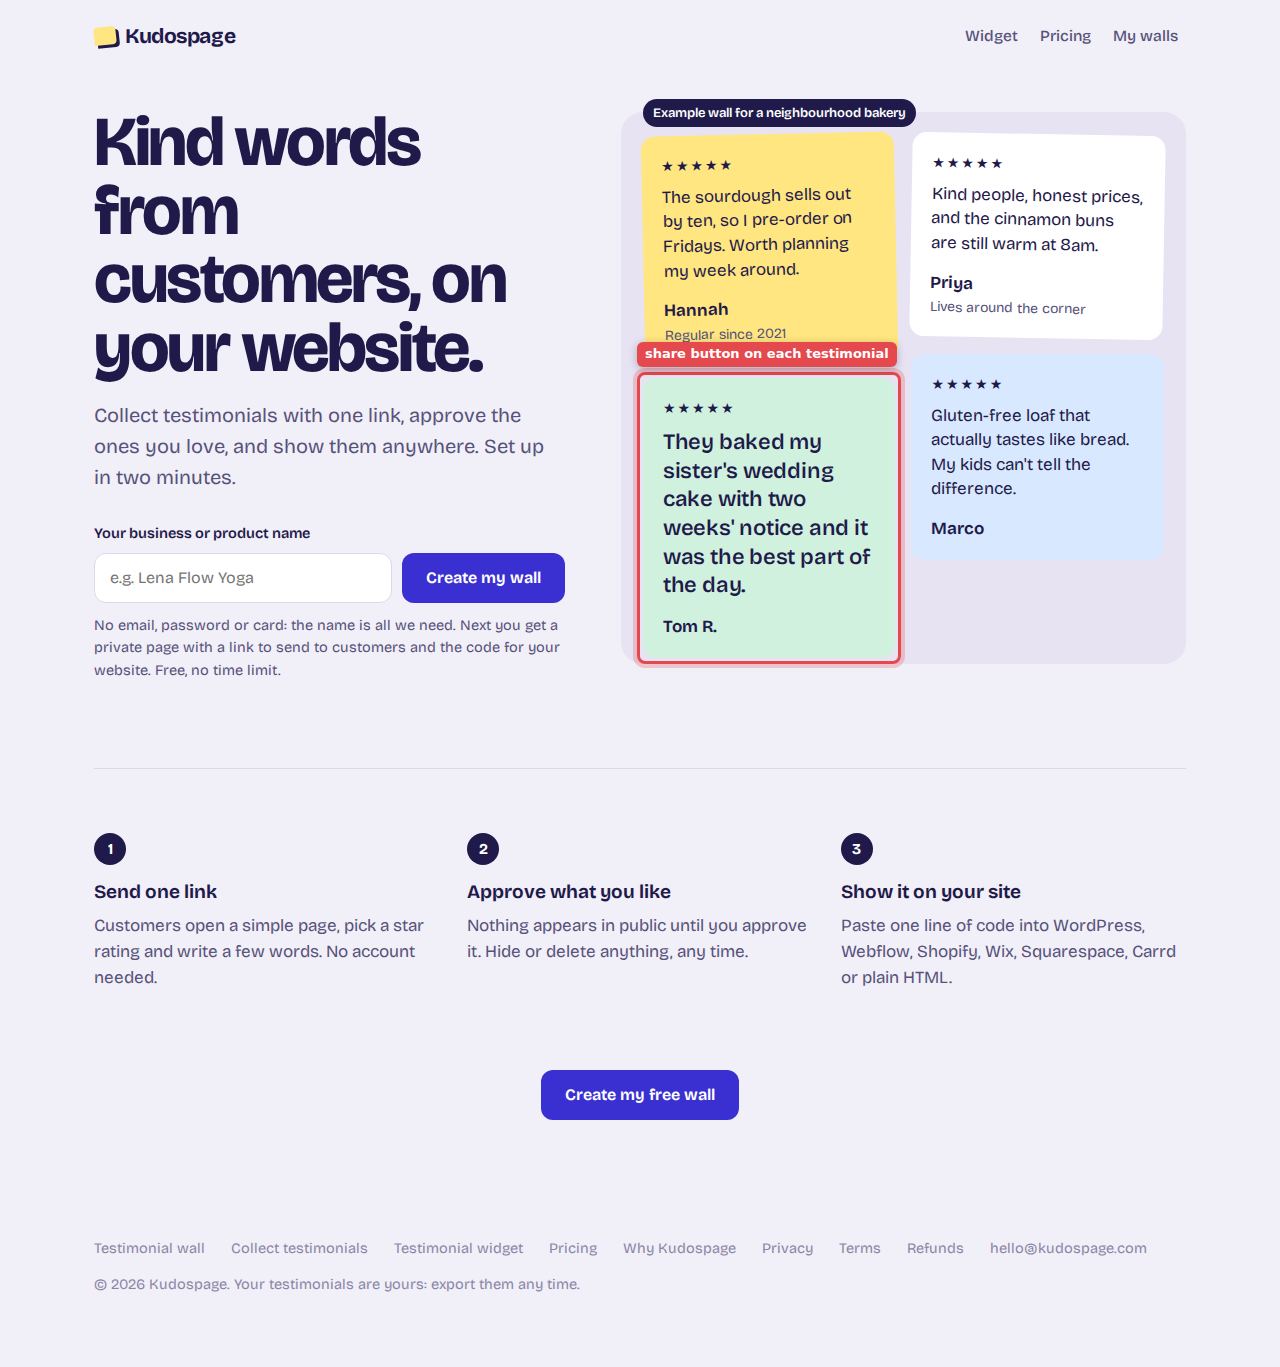 Kudospage
Widget
Pricing
My walls
Kind words
from
customers, on
your website.
Collect testimonials with one link, approve the
ones you love, and show them anywhere. Set up
in two minutes.
Your business or product name
e.g. Lena Flow Yoga
Create my wall
No email, password or card: the name is all we need. Next you get a
private page with a link to send to customers and the code for your
website. Free, no time limit.
Example wall for a neighbourhood bakery
★★★★★
The sourdough sells out
by ten, so I pre-order on
Fridays. Worth planning
my week around.
Hannah
Regular since 2021
★★★★★
Kind people, honest prices,
and the cinnamon buns
are still warm at 8am.
Priya
Lives around the corner
share button on each testimonial
★★★★★
They baked my
sister's wedding
cake with two
weeks' notice and it
was the best part of
the day.
Tom R.
★★★★★
Gluten-free loaf that
actually tastes like bread.
My kids can't tell the
difference.
Marco
1
Send one link
Customers open a simple page, pick a star
rating and write a few words. No account
needed.
2
Approve what you like
Nothing appears in public until you approve
it. Hide or delete anything, any time.
3
Show it on your site
Paste one line of code into WordPress,
Webflow, Shopify, Wix, Squarespace, Carrd
or plain HTML.
Create my free wall
Testimonial wall
Collect testimonials
Testimonial widget
Pricing
Why Kudospage
Privacy
Terms
Refunds
hello@kudospage.com
© 2026 Kudospage. Your testimonials are yours: export them any time.